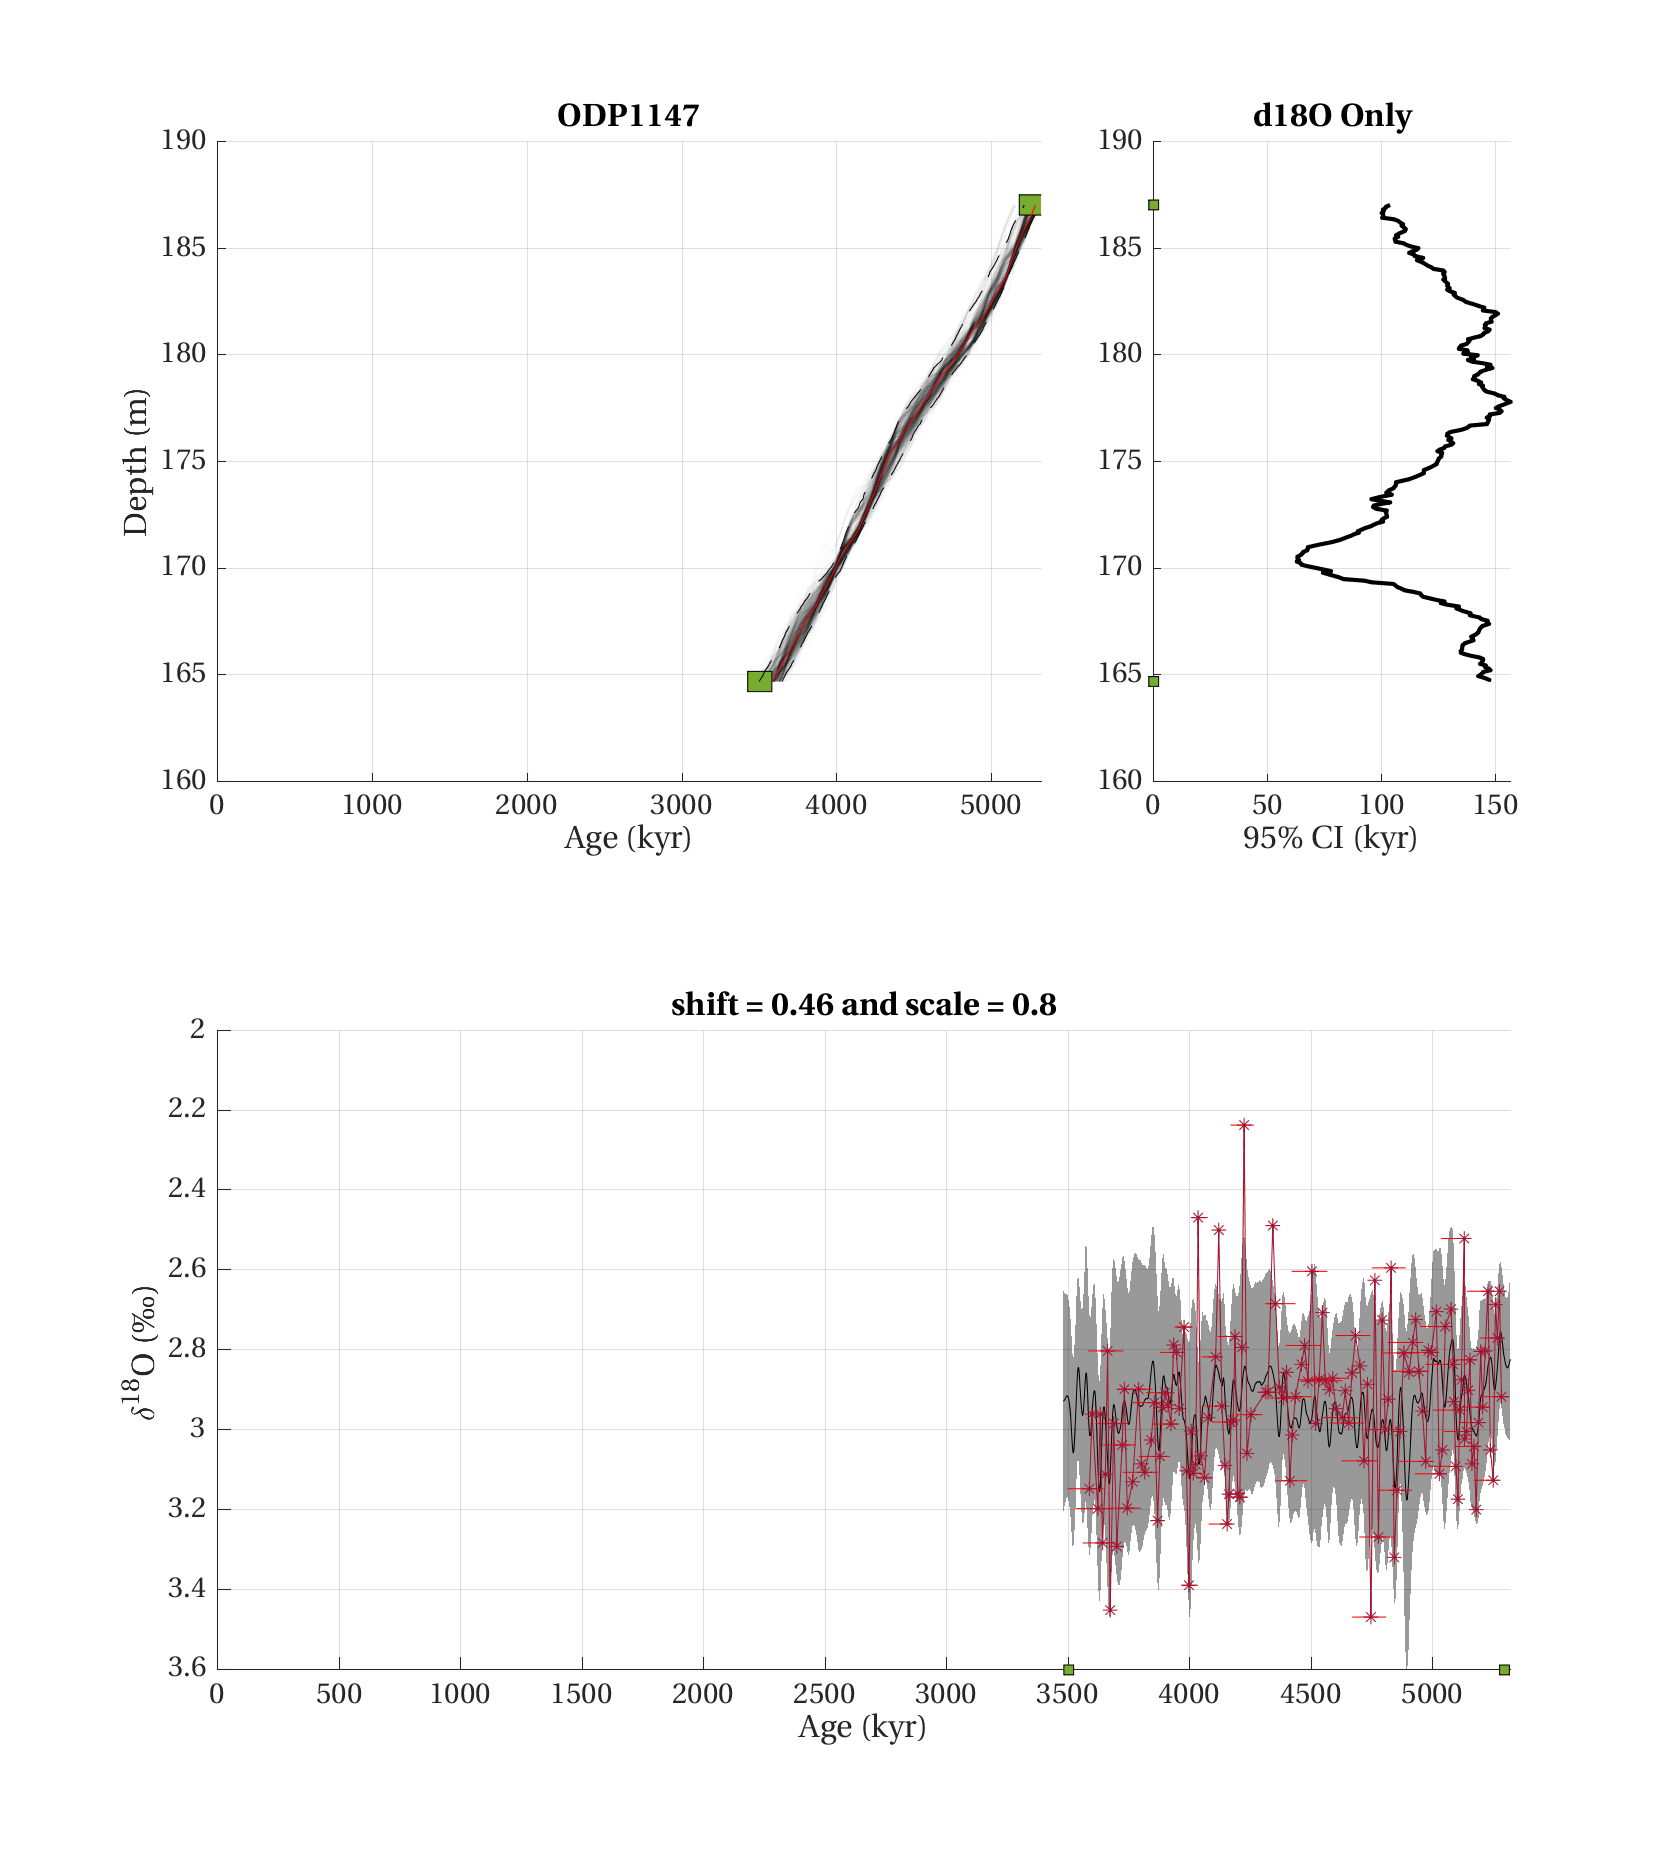 ODP1147
190
185
180
175
170
165
160
Depth (m)
0 1000 2000 3000 4000 5000
Age (kyr)
d18O Only
190
185
180
175
170
165
160
0 50 100 150
95% CI (kyr)
shift = 0.46 and scale = 0.8
2
2.2
2.4
2.6
2.8
3
3.2
3.4
3.6
δ18O (‰)
0 500 1000 1500 2000 2500 3000 3500 4000 4500 5000
Age (kyr)